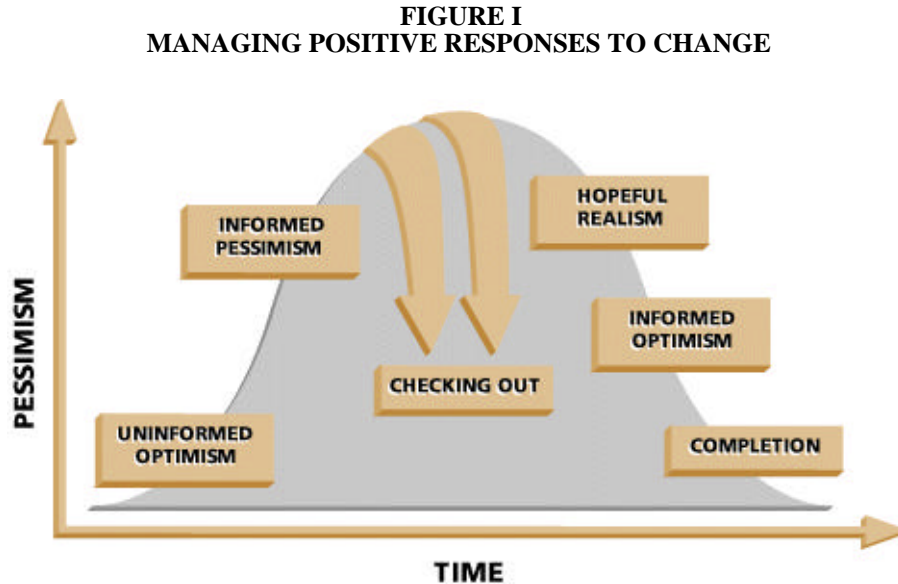 FIGURE I
MANAGING POSITIVE RESPONSES TO CHANGE
PESSIMISM
INFORMED
PESSIMISM
HOPEFUL
REALISM
INFORMED
OPTIMISM
CHECKING OUT
UNINFORMED
OPTIMISM
COMPLETION
TIME